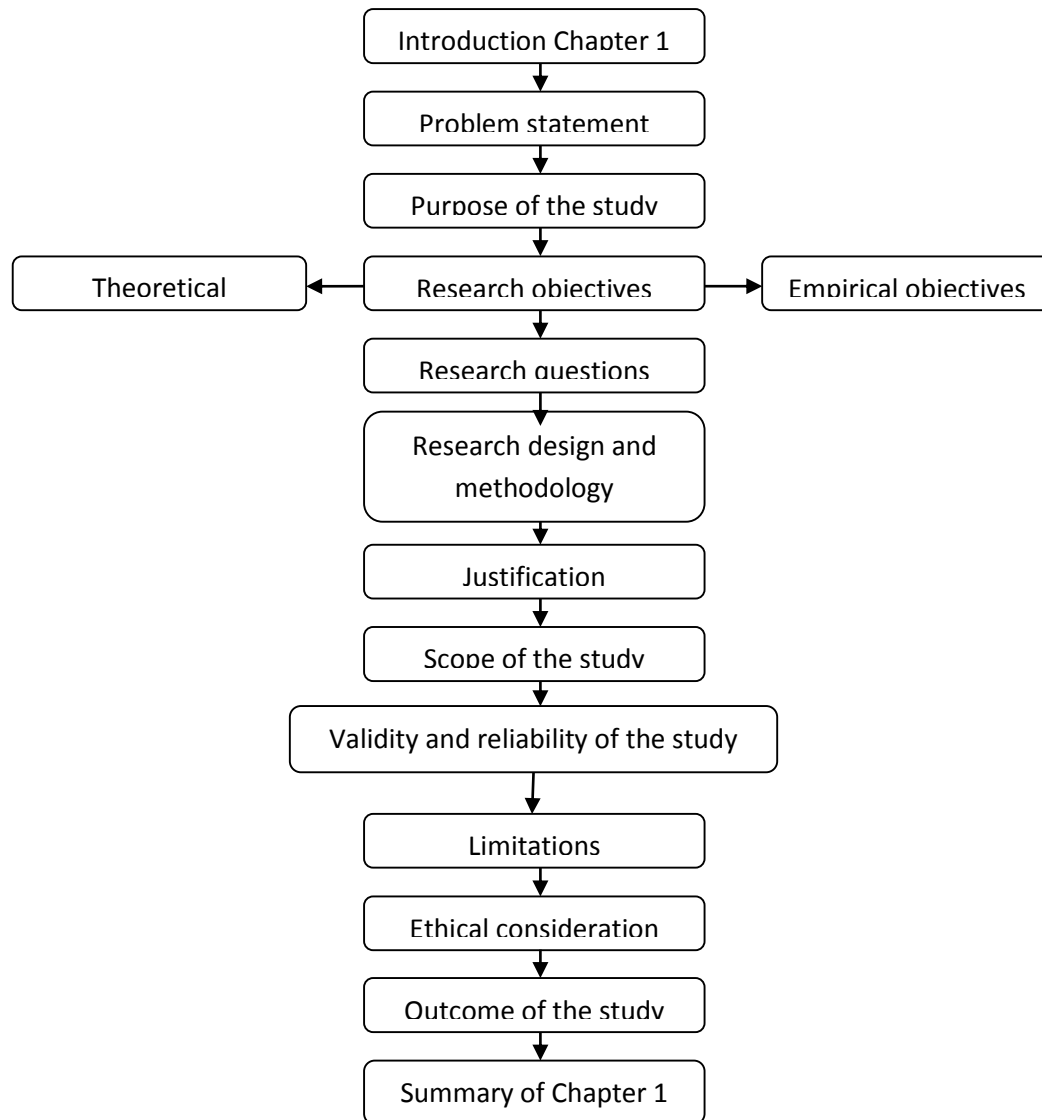 Introduction Chapter 1
Problem statement
Purpose of the study
Theoretical
Research objectives
Empirical objectives
Research questions
Research design and
methodology
Justification
Scope of the study
Validity and reliability of the study
Limitations
Ethical consideration
Outcome of the study
Summary of Chapter 1